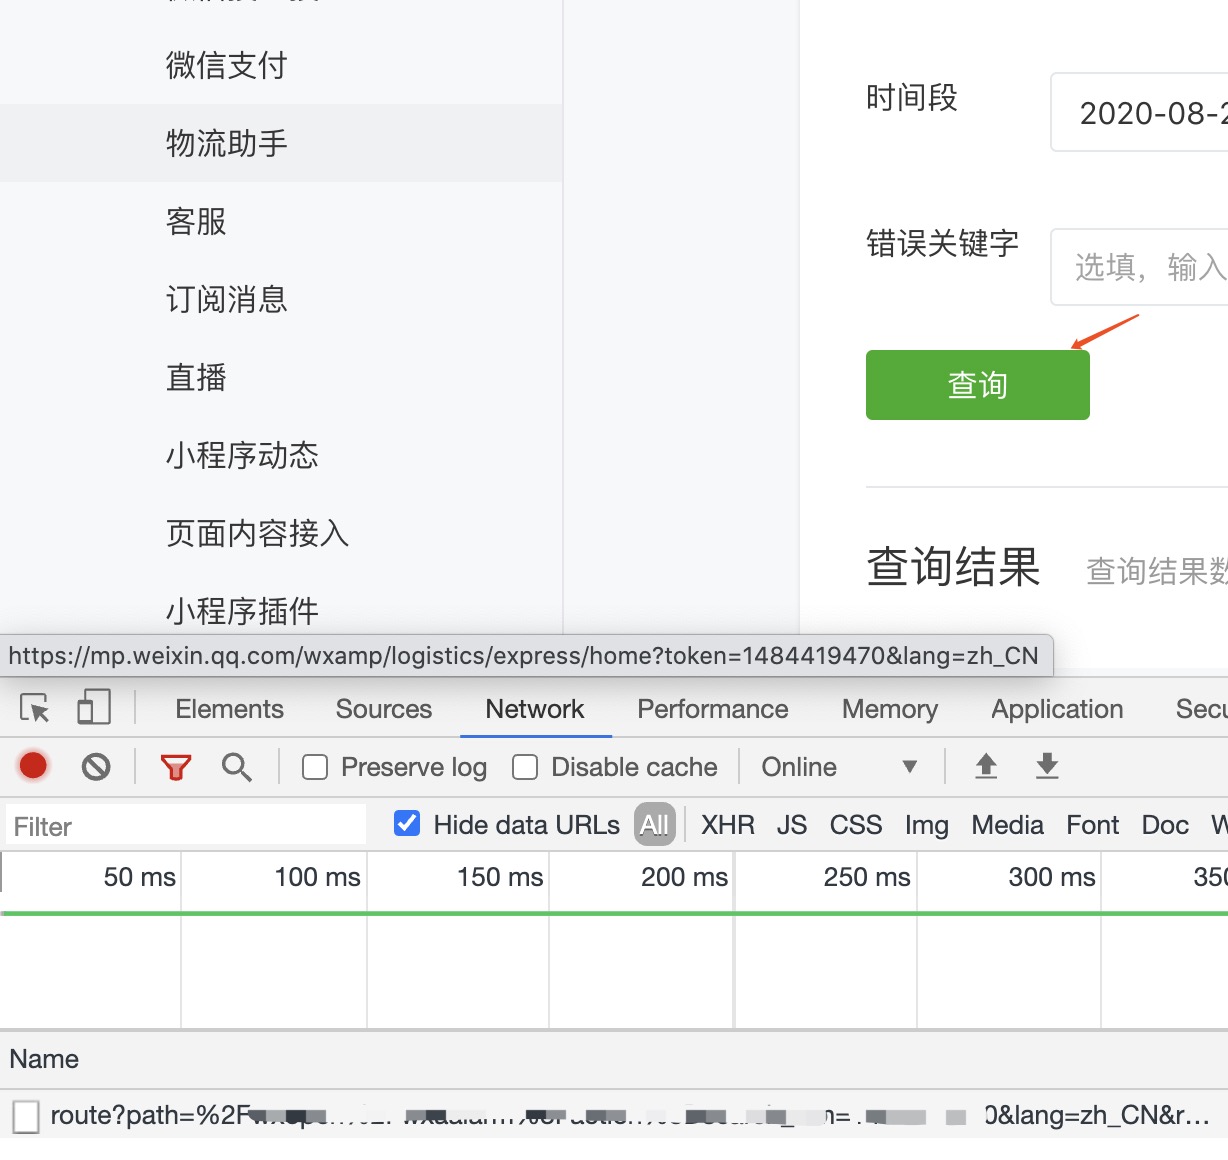 微信支付
物流助手
客服
订阅消息
直播
小程序动态
页面内容接入
小程序插件
时间段
2020-08-2
错误关键字
选填，输入
查询
查询结果 查询结果数
https://mp.weixin.qq.com/wxamp/logistics/express/home?token=1484419470&lang=zh_CN
Elements Sources Network Performance Memory Application Secu
Preserve log Disable cache Online
Filter Hide data URLs All XHR JS CSS Img Media Font Doc W
50 ms 100 ms 150 ms 200 ms 250 ms 300 ms 350
Name
route?path=%2F 0&lang=zh_CN&r...